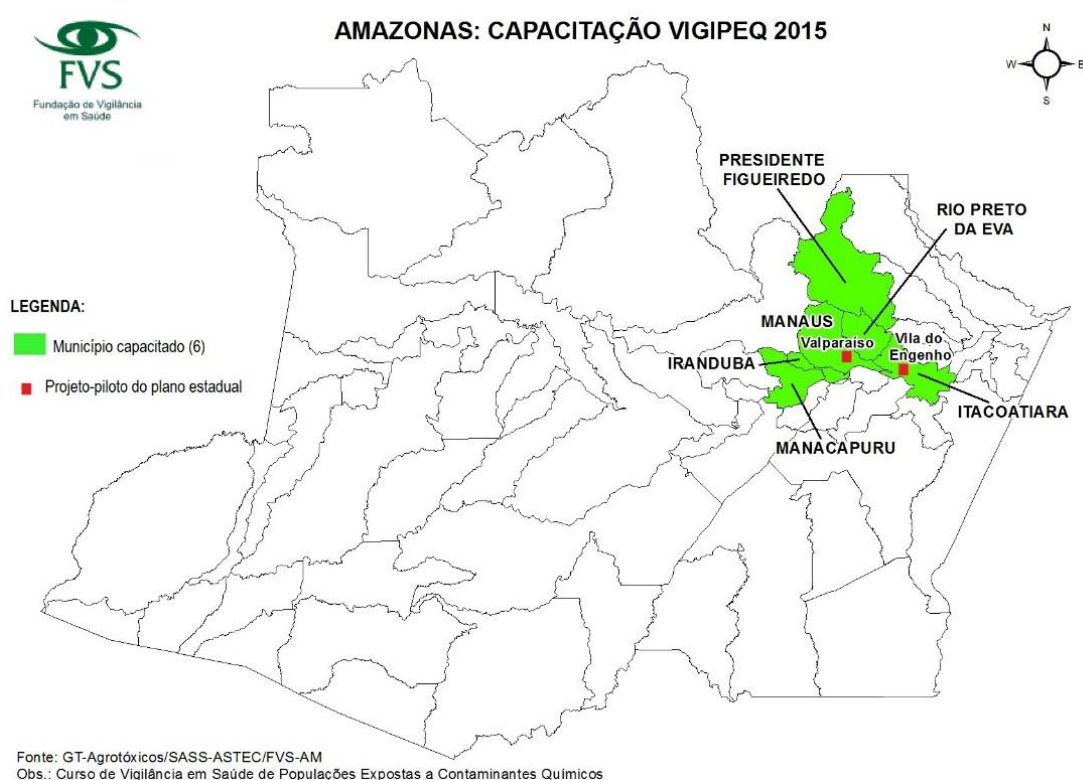 AMAZONAS: CAPACITAÇÃO VIGIPEQ 2015
FVS
Fundação de Vigilância
em Saúde
N
W
E
S
PRESIDENTE
FIGUEIREDO
RIO PRETO
DA EVA
LEGENDA:
Município capacitado (6)
Projeto-piloto do plano estadual
MANAUS
Valparaíso
Vila do
Engenho
IRANDUBA
ITACOATIARA
MANACAPURU
Fonte: GT-Agrotóxicos/SASS-ASTEC/FVS-AM
Obs.: Curso de Vigilância em Saúde de Populações Expostas a Contaminantes Químicos